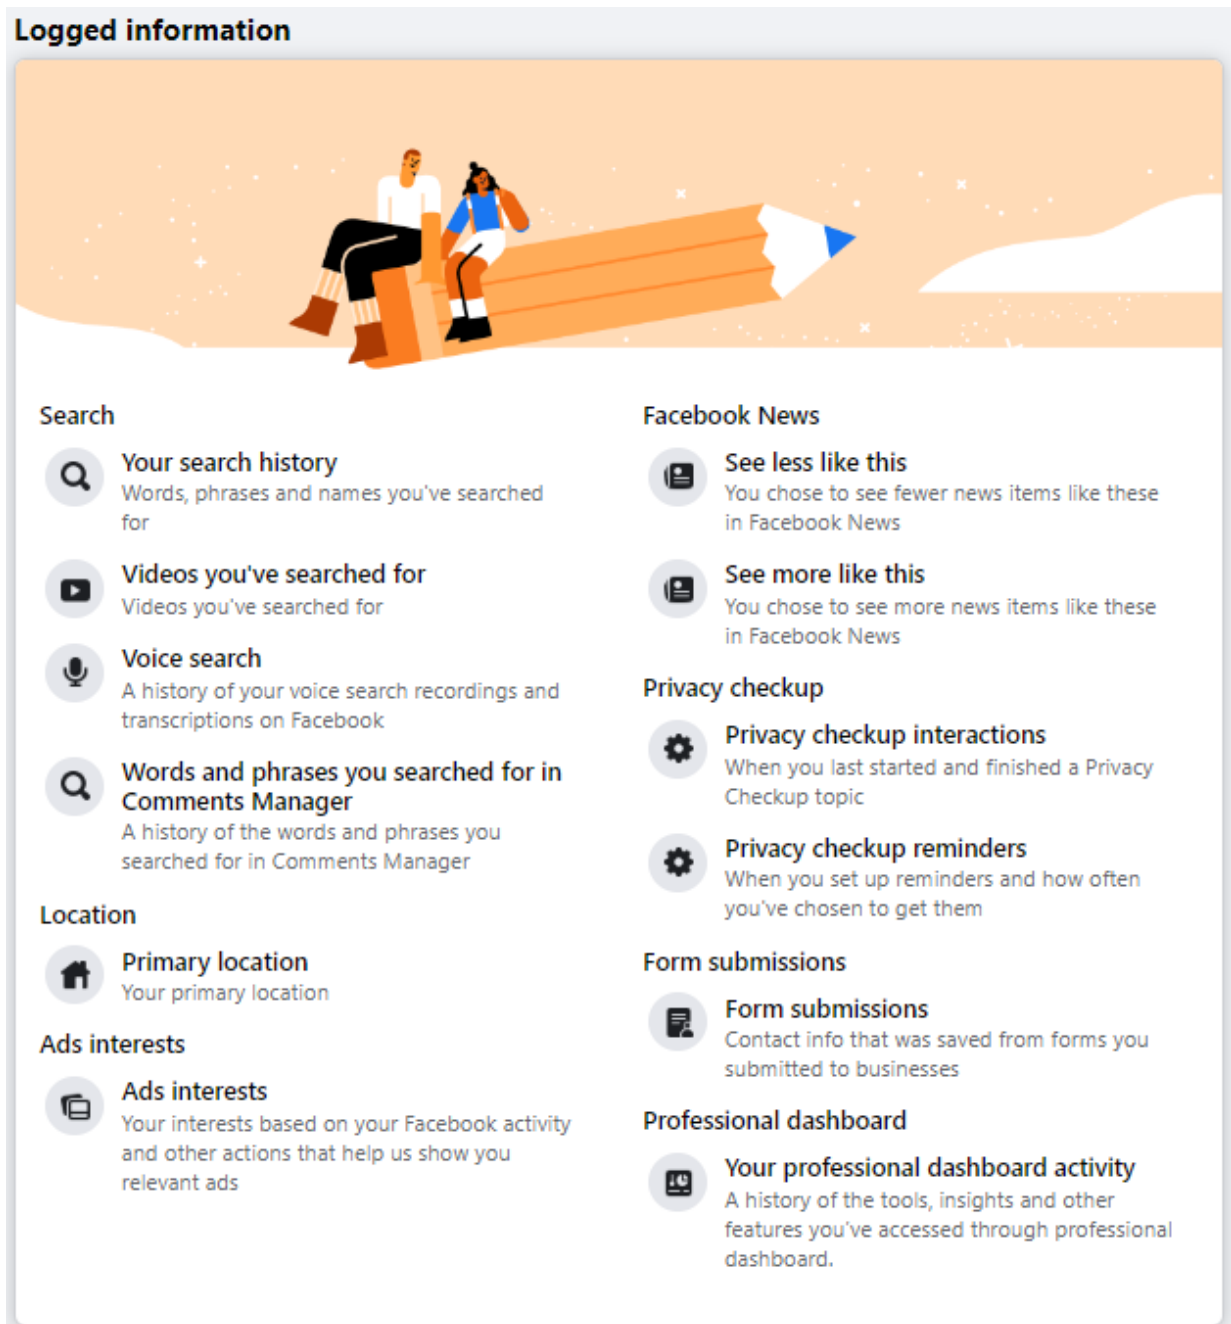 Logged information
Search
Your search history
Words, phrases and names you've searched
for
Videos you've searched for
Videos you've searched for
Voice search
A history of your voice search recordings and
transcriptions on Facebook
Words and phrases you searched for in
Comments Manager
A history of the words and phrases you
searched for in Comments Manager
Location
Primary location
Your primary location
Ads interests
Ads interests
Your interests based on your Facebook activity
and other actions that help us show you
relevant ads
Facebook News
See less like this
You chose to see fewer news items like these
in Facebook News
See more like this
You chose to see more news items like these
in Facebook News
Privacy checkup
Privacy checkup interactions
When you last started and finished a Privacy
Checkup topic
Privacy checkup reminders
When you set up reminders and how often
you've chosen to get them
Form submissions
Form submissions
Contact info that was saved from forms you
submitted to businesses
Professional dashboard
Your professional dashboard activity
A history of the tools, insights and other
features you've accessed through professional
dashboard.